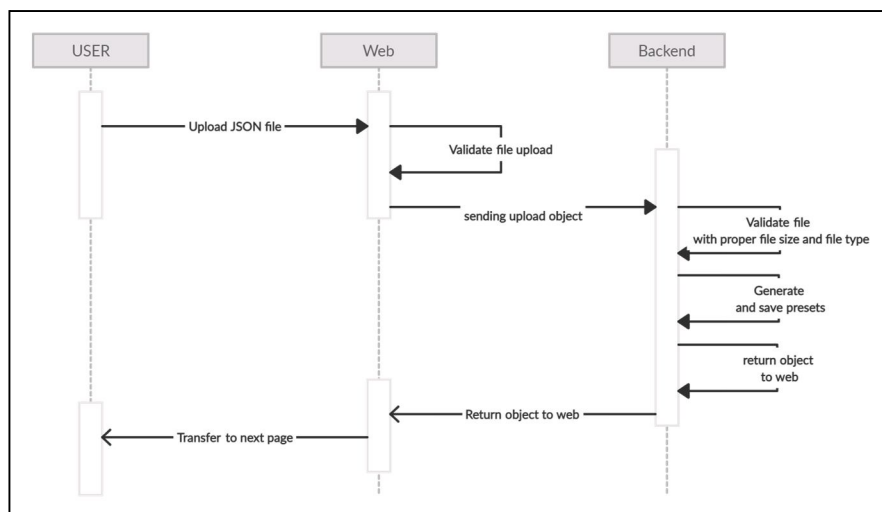 USER
Web
Backend
Upload JSON file
Validate file upload
sending upload object
Validate file
with proper file size and file type
Generate
and save presets
return object
to web
Return object to web
Transfer to next page